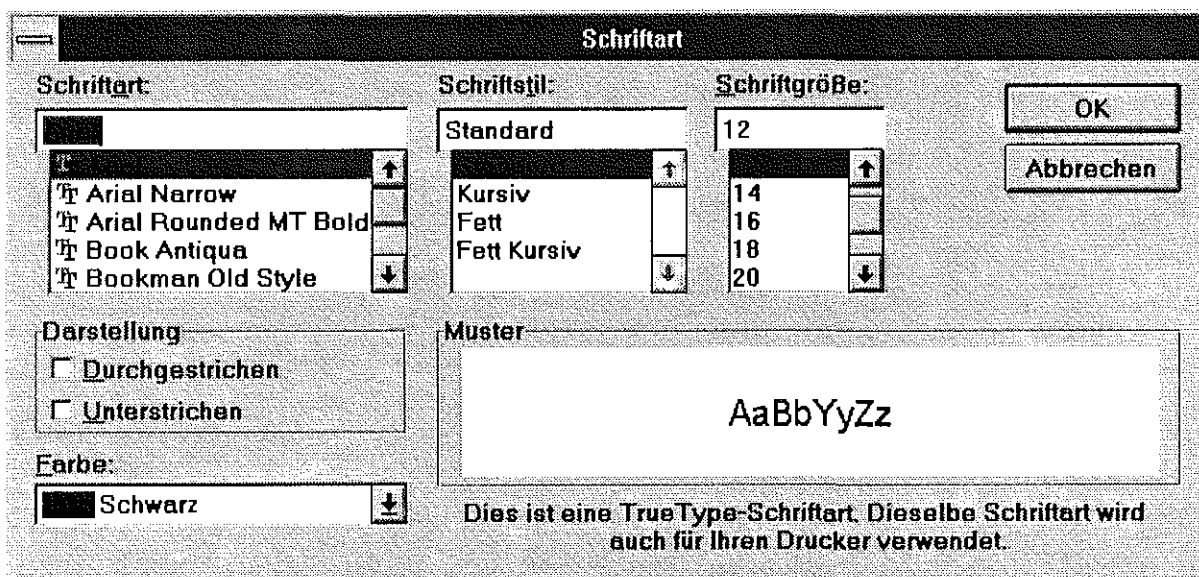 Schriftart
Schriftart:
Schriftstil:
Schriftgröße:
Standard
12
OK
Abbrechen
Arial Narrow
Arial Rounded MT Bold
Book Antiqua
Bookman Old Style
Kursiv
Fett
Fett Kursiv
14
16
18
20
Darstellung
Durchgestrichen
Unterstrichen
Farbe:
Schwarz
Muster
AaBbYyZz
Dies ist eine TrueType-Schriftart. Dieselbe Schriftart wird
auch für Ihren Drucker verwendet.